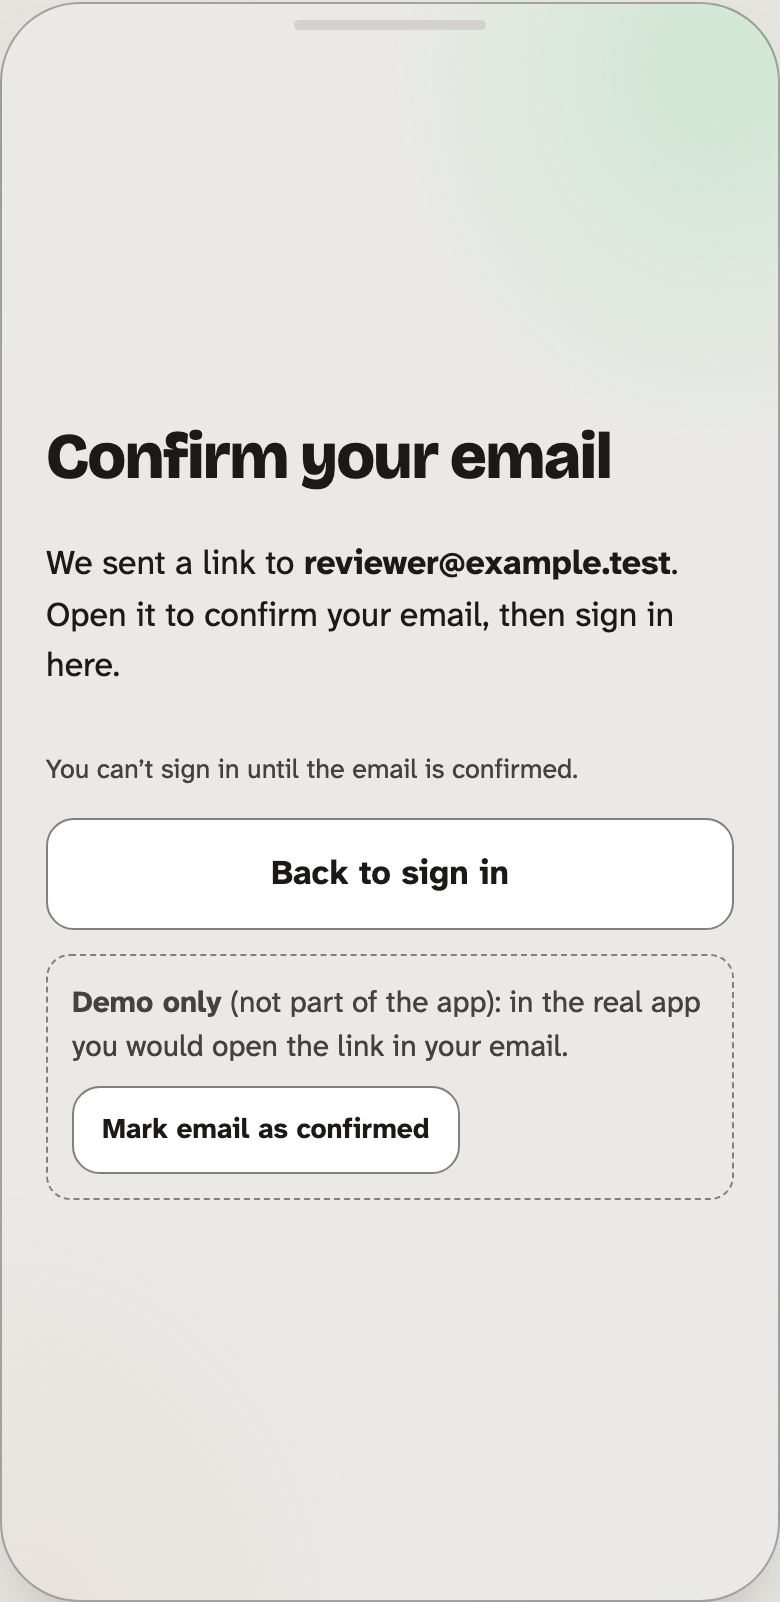 Confirm your email
We sent a link to reviewer@example.test.
Open it to confirm your email, then sign in
here.
You can’t sign in until the email is confirmed.
Back to sign in
Demo only (not part of the app): in the real app
you would open the link in your email.
Mark email as confirmed